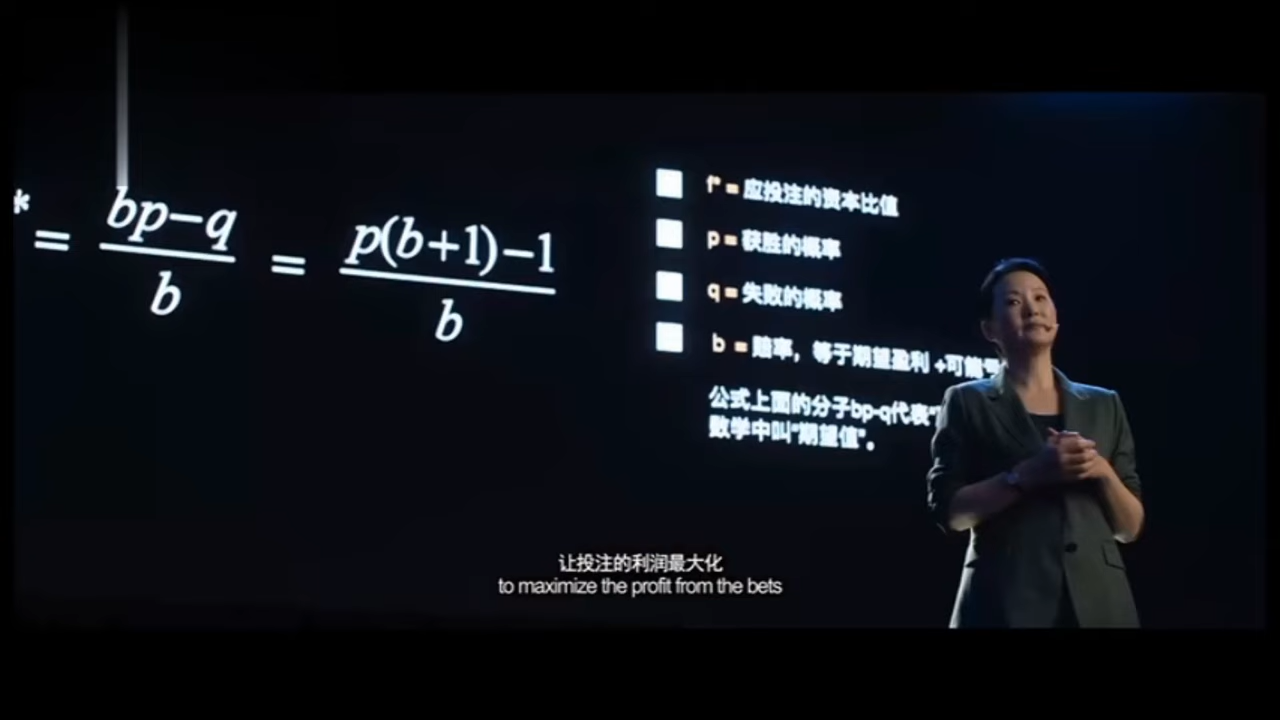 * = bp−q / b = p(b+1)−1 / b
f* = 应投注的资本比值
p = 获胜的概率
q = 失败的概率
b = 赔率，等于期望盈利 ÷可能亏
公式上面的分子bp-q代表“
数学中叫“期望值”。
让投注的利润最大化
to maximize the profit from the bets